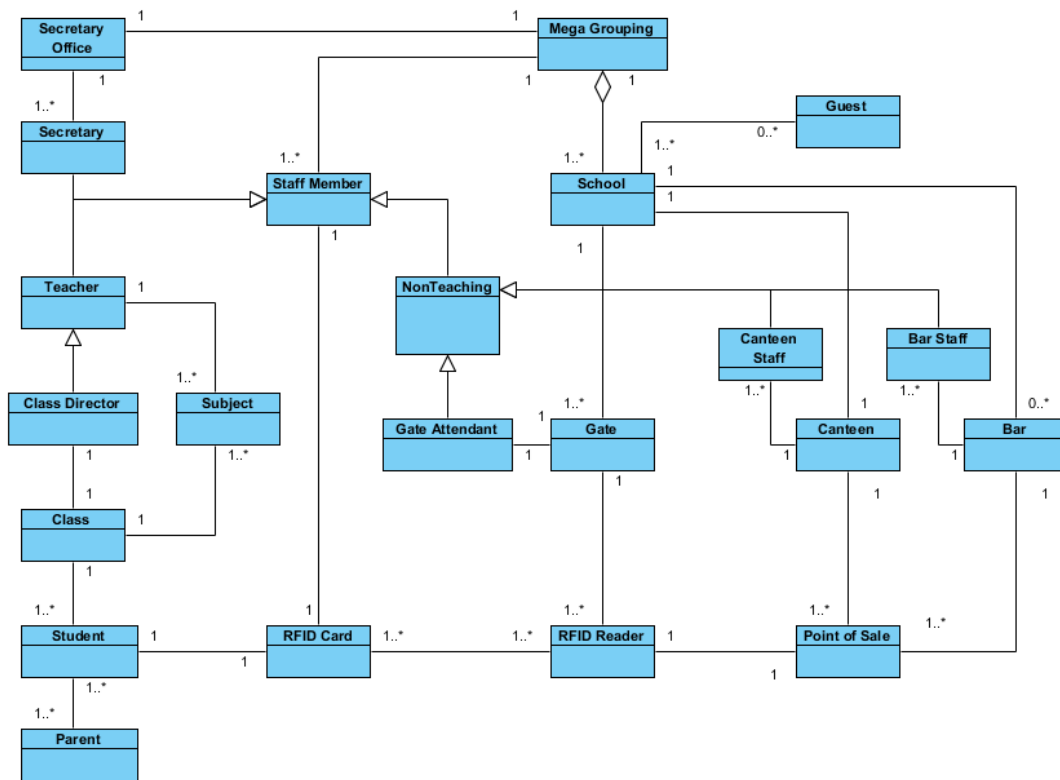 1
1
Secretary
Office
Mega Grouping
1
1
1
1..*
Guest
0..*
1..*
Secretary
1..*
1..*
1
Staff Member
School
1
1
1
Teacher
1
NonTeaching
Canteen
Staff
Bar Staff
1..*
1..*
1..*
Class Director
Subject
1
1..*
1
0..*
Gate Attendant
Gate
Canteen
Bar
1
1..*
1
1
1
1
1
1
1
1
Class
1
1
1..*
1
1..*
1..*
1..*
Student
1
RFID Card
1..*
1..*
RFID Reader
1
Point of Sale
1
1
1..*
1..*
Parent